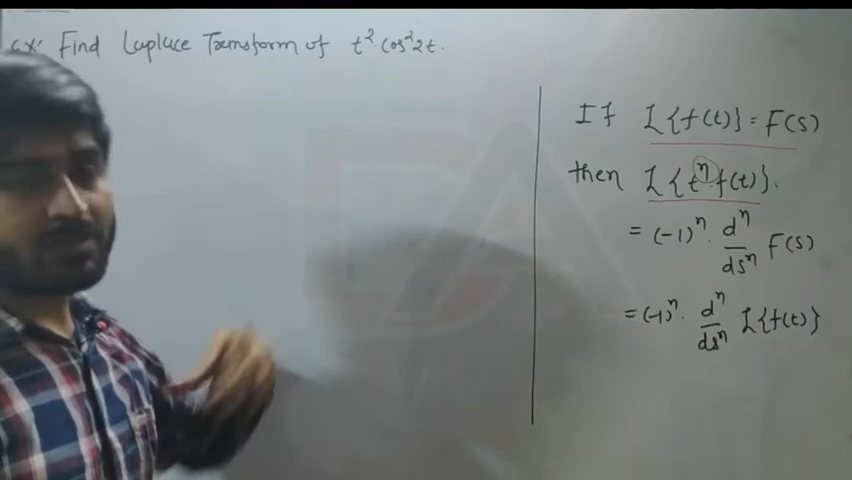 Ex: Find Laplace Transform of t² cos²2t.
If L{f(t)} = F(s)
then L{tⁿ f(t)}.
= (-1)ⁿ · dⁿ/dsⁿ F(s)
= (-1)ⁿ · dⁿ/dsⁿ L{f(t)}